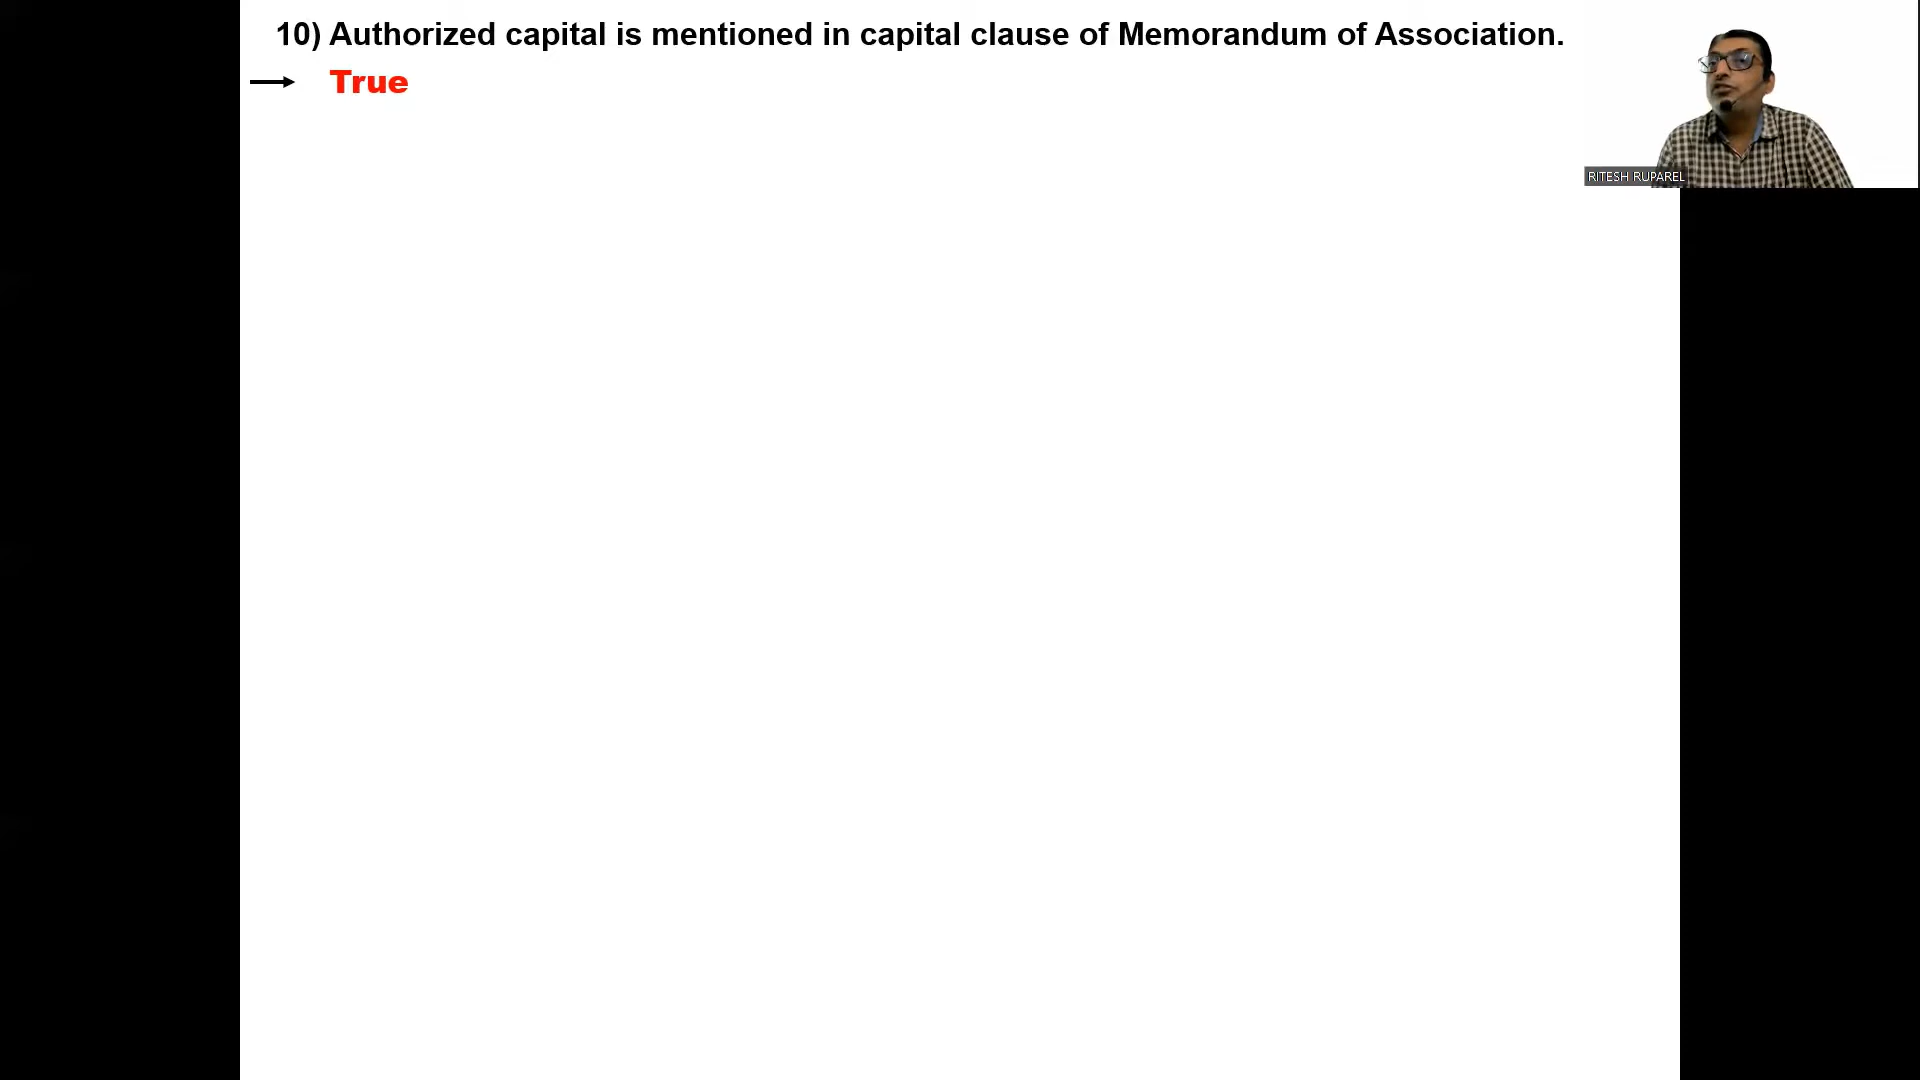 10) Authorized capital is mentioned in capital clause of Memorandum of Association.
True
RITESH RUPAREL